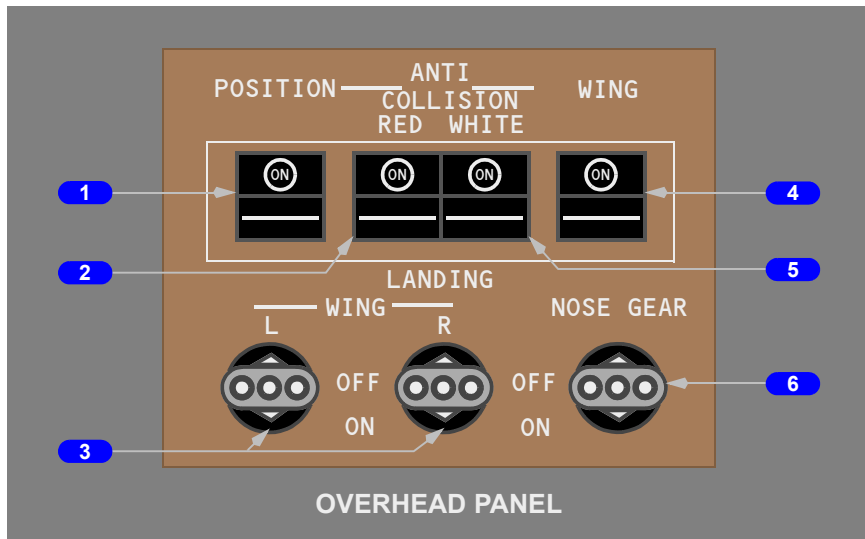 ANTI
POSITION COLLISION WING
RED WHITE
ON ON ON ON
1
4
2
5
LANDING
WING NOSE GEAR
L R
OFF OFF
6
ON ON
3
OVERHEAD PANEL